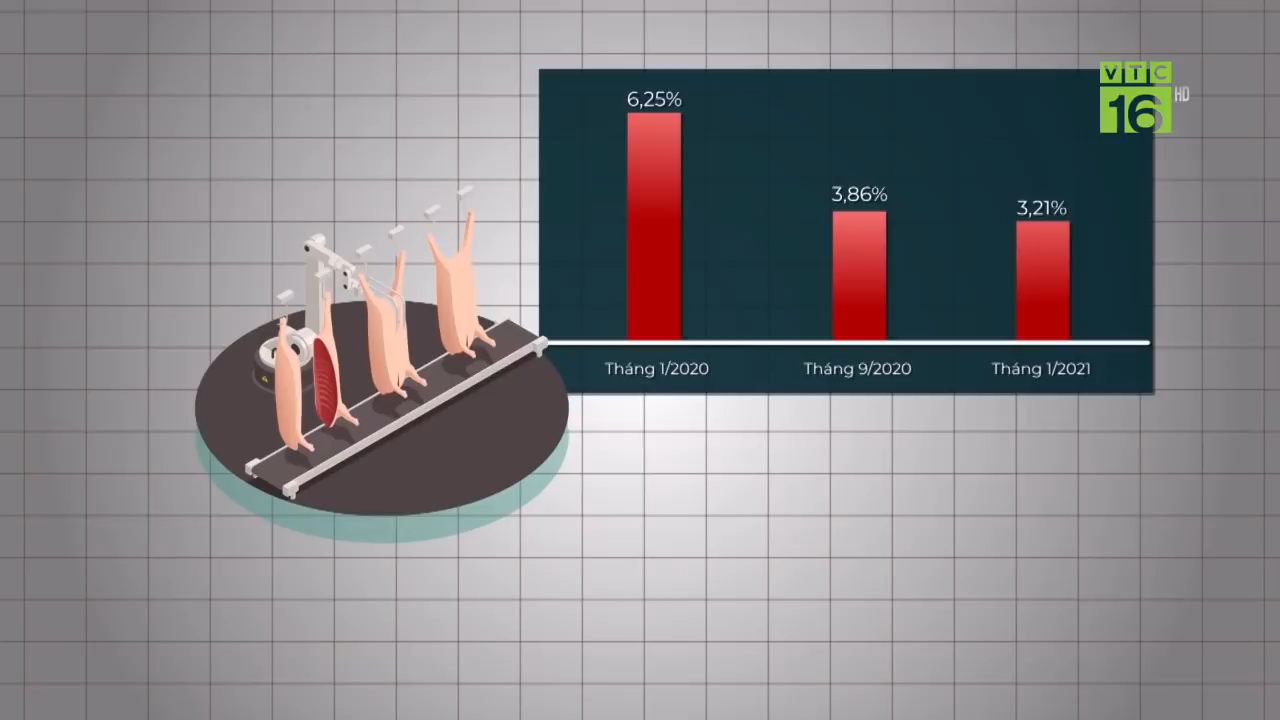 VTC
16 HD
6,25%
3,86%
3,21%
Tháng 1/2020
Tháng 9/2020
Tháng 1/2021